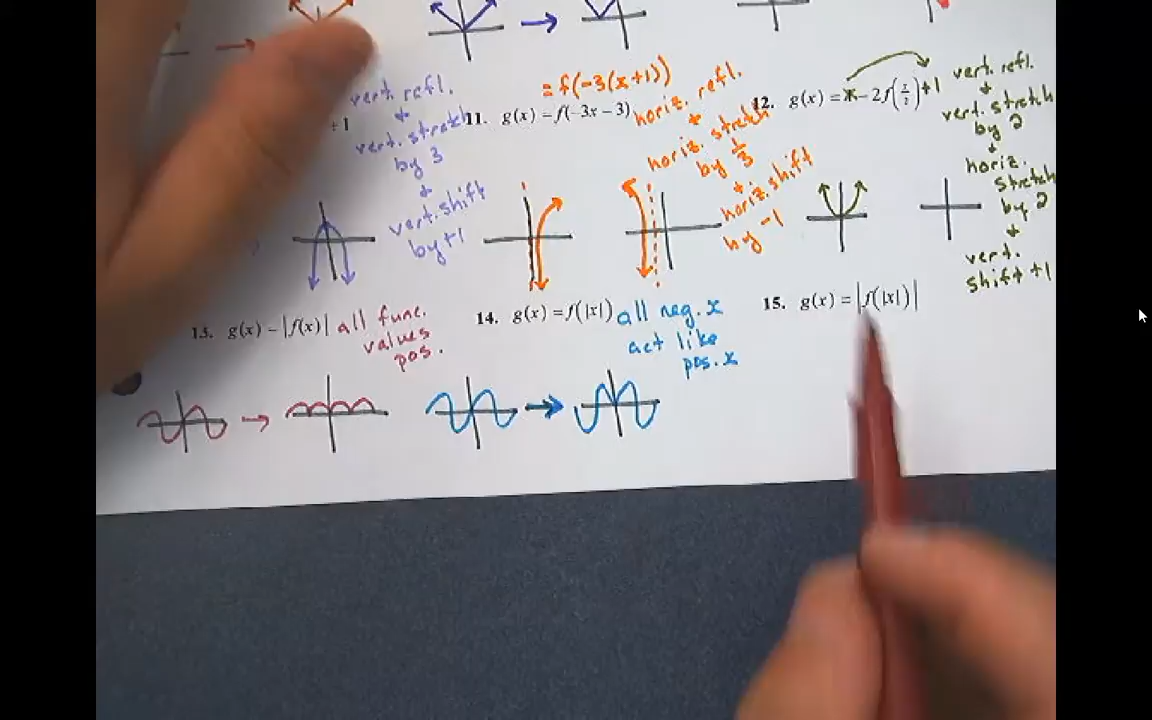 vert. refl.
+
vert. stretch
by 3
+
vert. shift
by +1
+1
= f(-3(x+1))
11. g(x) = f(-3x - 3)
horiz. refl.
+
horiz. stretch
by 1/3
+
horiz. shift
by -1
12. g(x) = - 2f( /2) +1
vert. refl.
+
vert. stretch
by 2
+
horiz.
stretch
by 2
+
vert.
shift +1
13. g(x) = |f(x)|
all func.
values
pos.
14. g(x) = f(|x|)
all neg. x
act like
pos. x
15. g(x) = |f(|x|)|